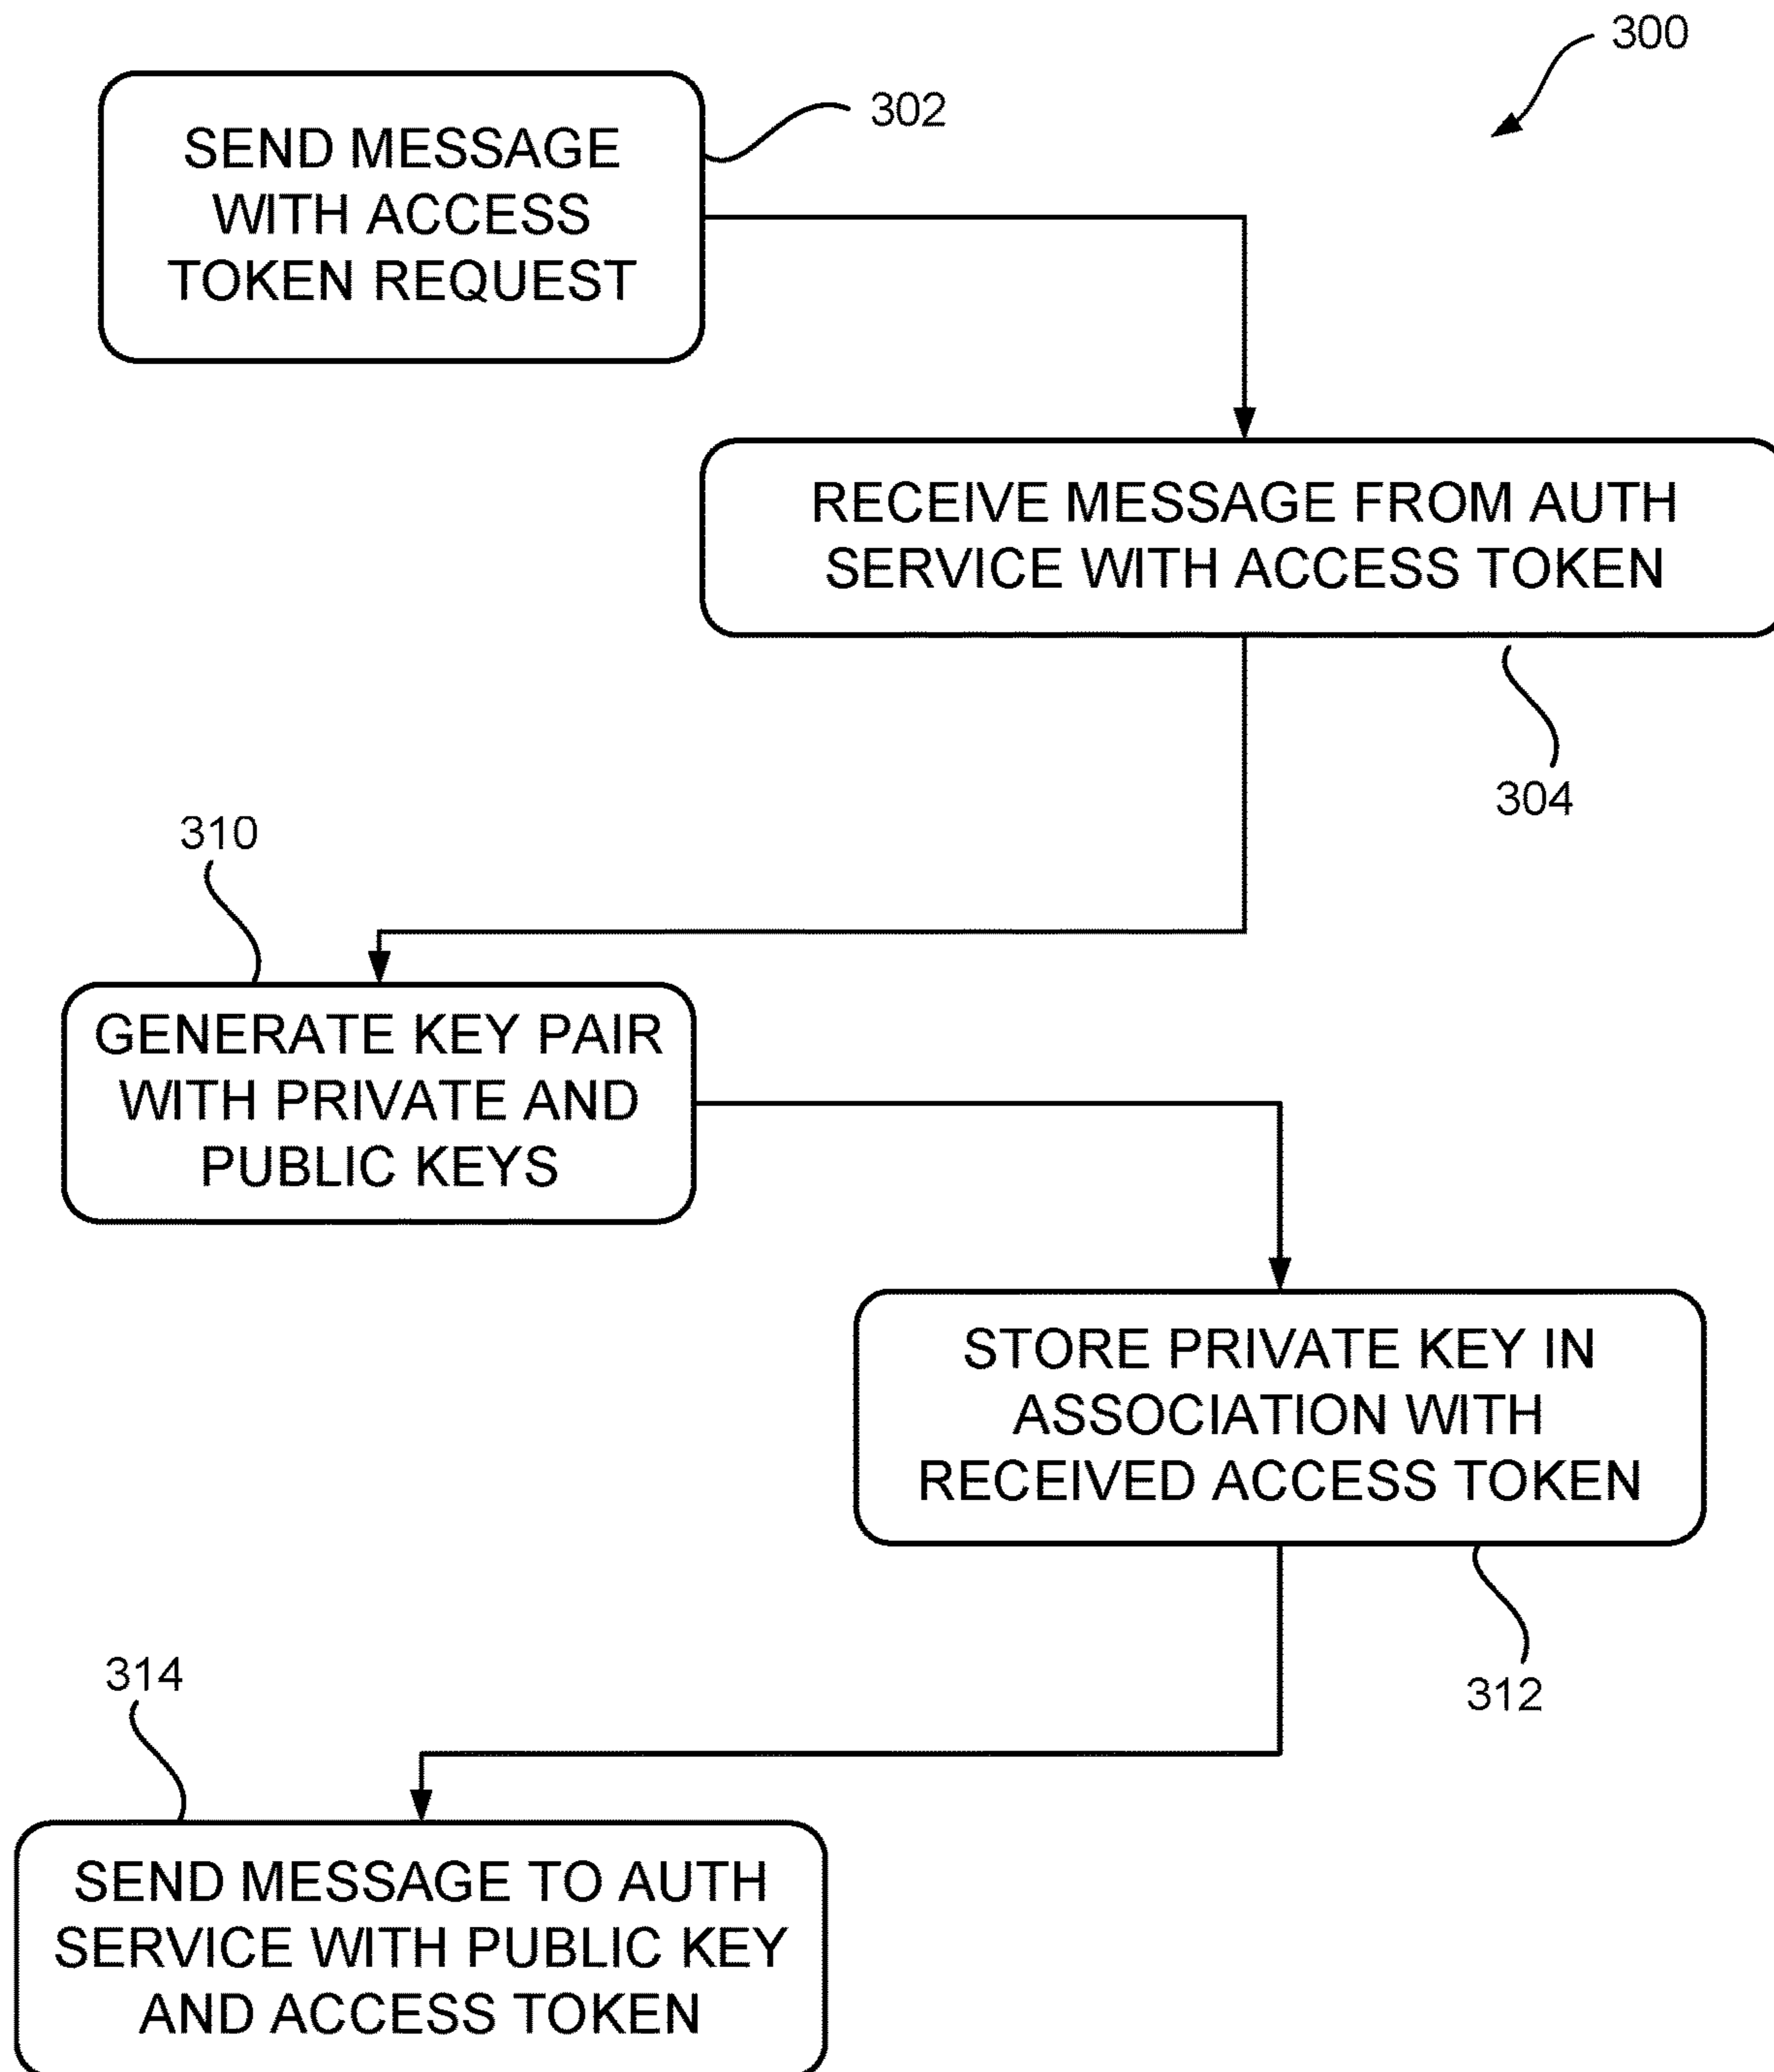 300
302
SEND MESSAGE
WITH ACCESS
TOKEN REQUEST
RECEIVE MESSAGE FROM AUTH
SERVICE WITH ACCESS TOKEN
304
310
GENERATE KEY PAIR
WITH PRIVATE AND
PUBLIC KEYS
STORE PRIVATE KEY IN
ASSOCIATION WITH
RECEIVED ACCESS TOKEN
312
314
SEND MESSAGE TO AUTH
SERVICE WITH PUBLIC KEY
AND ACCESS TOKEN